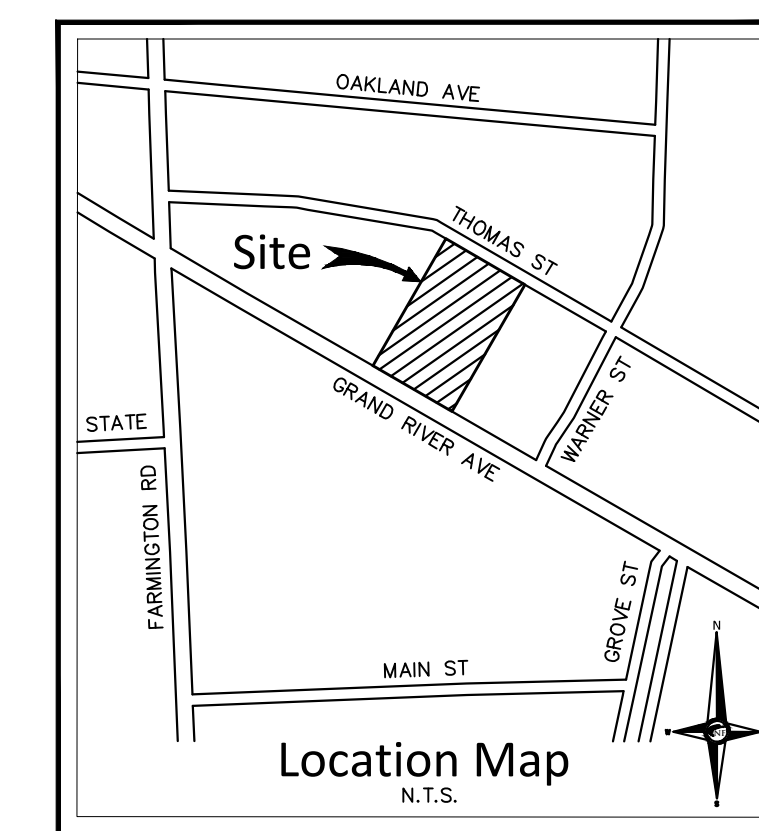 OAKLAND AVE
THOMAS ST
Site
GRAND RIVER AVE
WARNER ST
STATE
FARMINGTON RD
GROVE ST
N
MAIN ST
W
NF
S
Location Map
N.T.S.